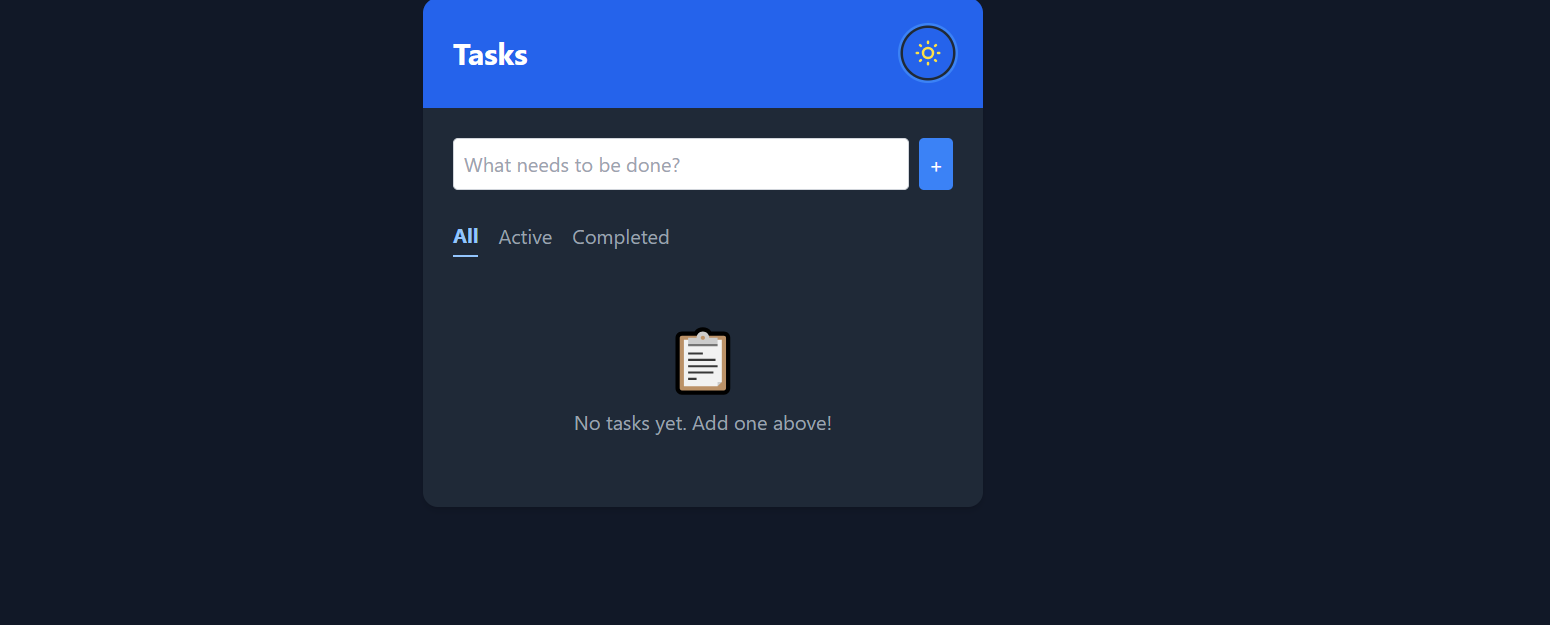 Tasks
What needs to be done?
+
All Active Completed
No tasks yet. Add one above!